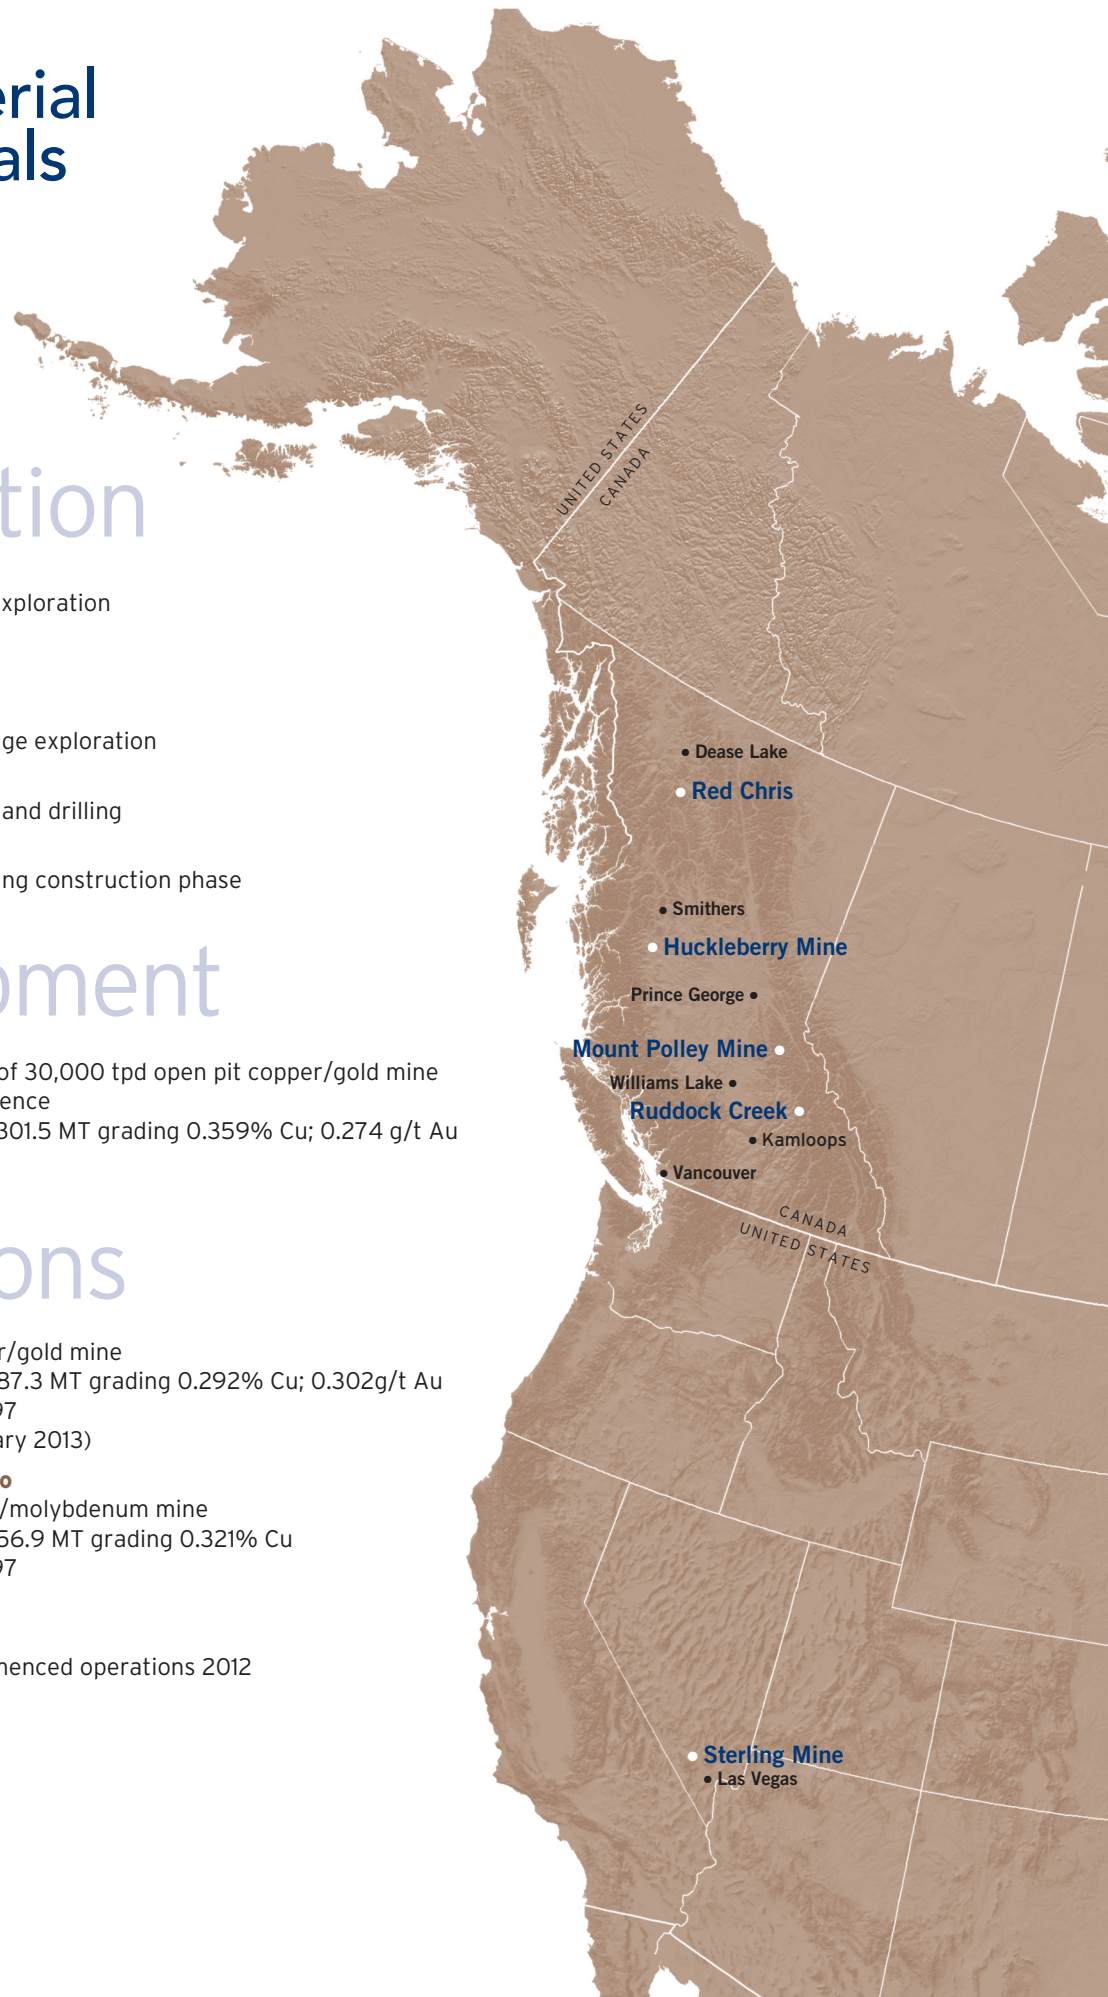 erial
als
tion
xploration
ge exploration
and drilling
ng construction phase
pment
of 30,000 tpd open pit copper/gold mine
ence
301.5 MT grading 0.359% Cu; 0.274 g/t Au
ons
r/gold mine
87.3 MT grading 0.292% Cu; 0.302g/t Au
97
ary 2013)
o
/molybdenum mine
56.9 MT grading 0.321% Cu
97
menced operations 2012
UNITED STATES
CANADA
Dease Lake
Red Chris
Smithers
Huckleberry Mine
Prince George
Mount Polley Mine
Williams Lake
Ruddock Creek
Kamloops
Vancouver
CANADA
UNITED STATES
Sterling Mine
Las Vegas